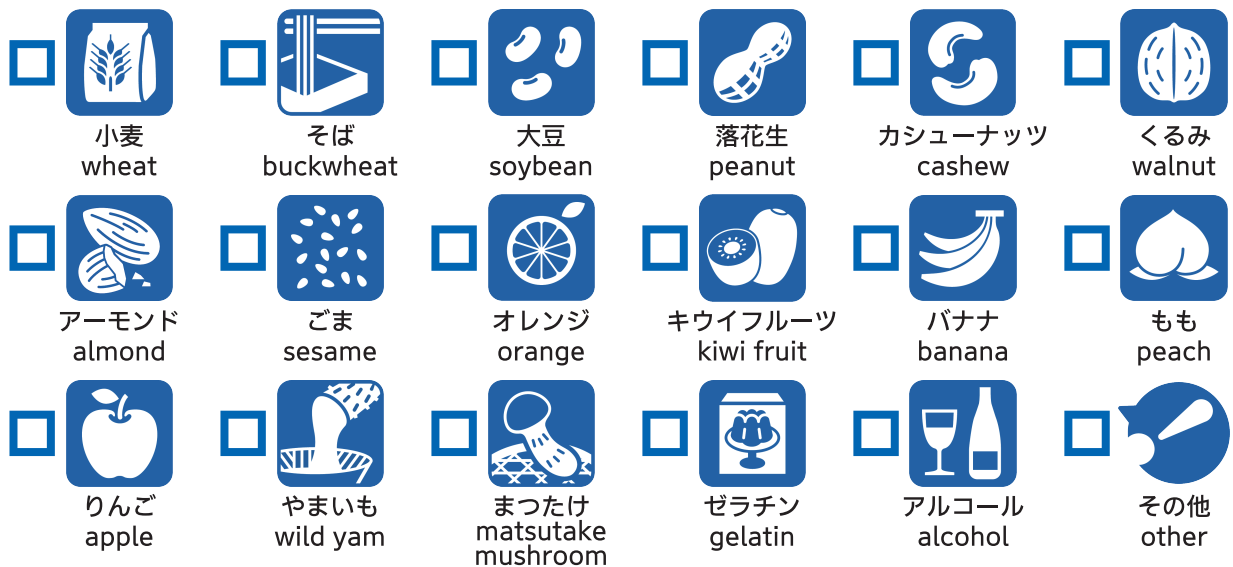 小麦
wheat
そば
buckwheat
大豆
soybean
落花生
peanut
カシューナッツ
cashew
くるみ
walnut
アーモンド
almond
ごま
sesame
オレンジ
orange
キウイフルーツ
kiwi fruit
バナナ
banana
もも
peach
りんご
apple
やまいも
wild yam
まつたけ
matsutake
mushroom
ゼラチン
gelatin
アルコール
alcohol
その他
other